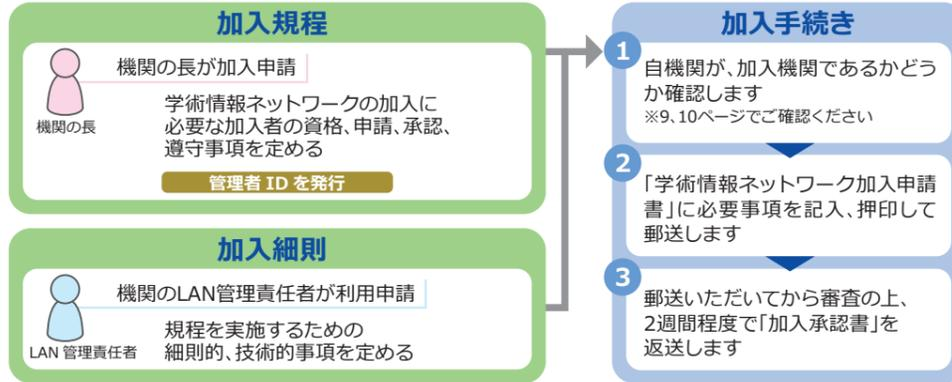 加入規程
機関の長が加入申請
機関の長
学術情報ネットワークの加入に
必要な加入者の資格、申請、承認、
遵守事項を定める
管理者 ID を発行
加入細則
機関のLAN管理責任者が利用申請
LAN 管理責任者
規程を実施するための
細則的、技術的事項を定める
加入手続き
1
自機関が、加入機関であるかどう
か確認します
※9、10ページでご確認ください
2
「学術情報ネットワーク加入申請
書」に必要事項を記入、押印して
郵送します
3
郵送いただいてから審査の上、
2週間程度で「加入承認書」を
返送します